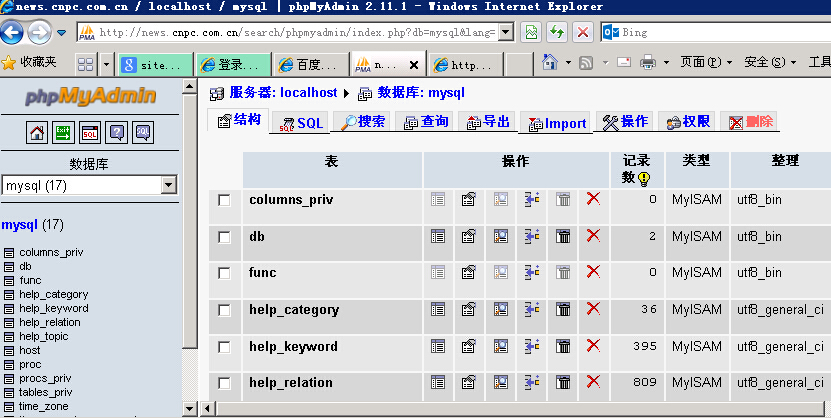 news.cnpc.com.cn / localhost / mysql | phpMyAdmin 2.11.1 - Windows Internet Explorer
http://news.cnpc.com.cn/search/phpmyadmin/index.php?db=mysql&lang=
Bing
收藏夹
site...
登录...
百度...
n...
http...
页面(P)
安全(S)
工具
phpMyAdmin
SQL
数据库
mysql (17)
mysql (17)
columns_priv
db
func
help_category
help_keyword
help_relation
help_topic
host
proc
procs_priv
tables_priv
time_zone
服务器: localhost ▸ 数据库: mysql
结构 SQL 搜索 查询 导出 Import 操作 权限 删除
表 操作 记录数 类型 整理
columns_priv 0 MyISAM utf8_bin
db 2 MyISAM utf8_bin
func 0 MyISAM utf8_bin
help_category 36 MyISAM utf8_general_ci
help_keyword 395 MyISAM utf8_general_ci
help_relation 809 MyISAM utf8_general_ci